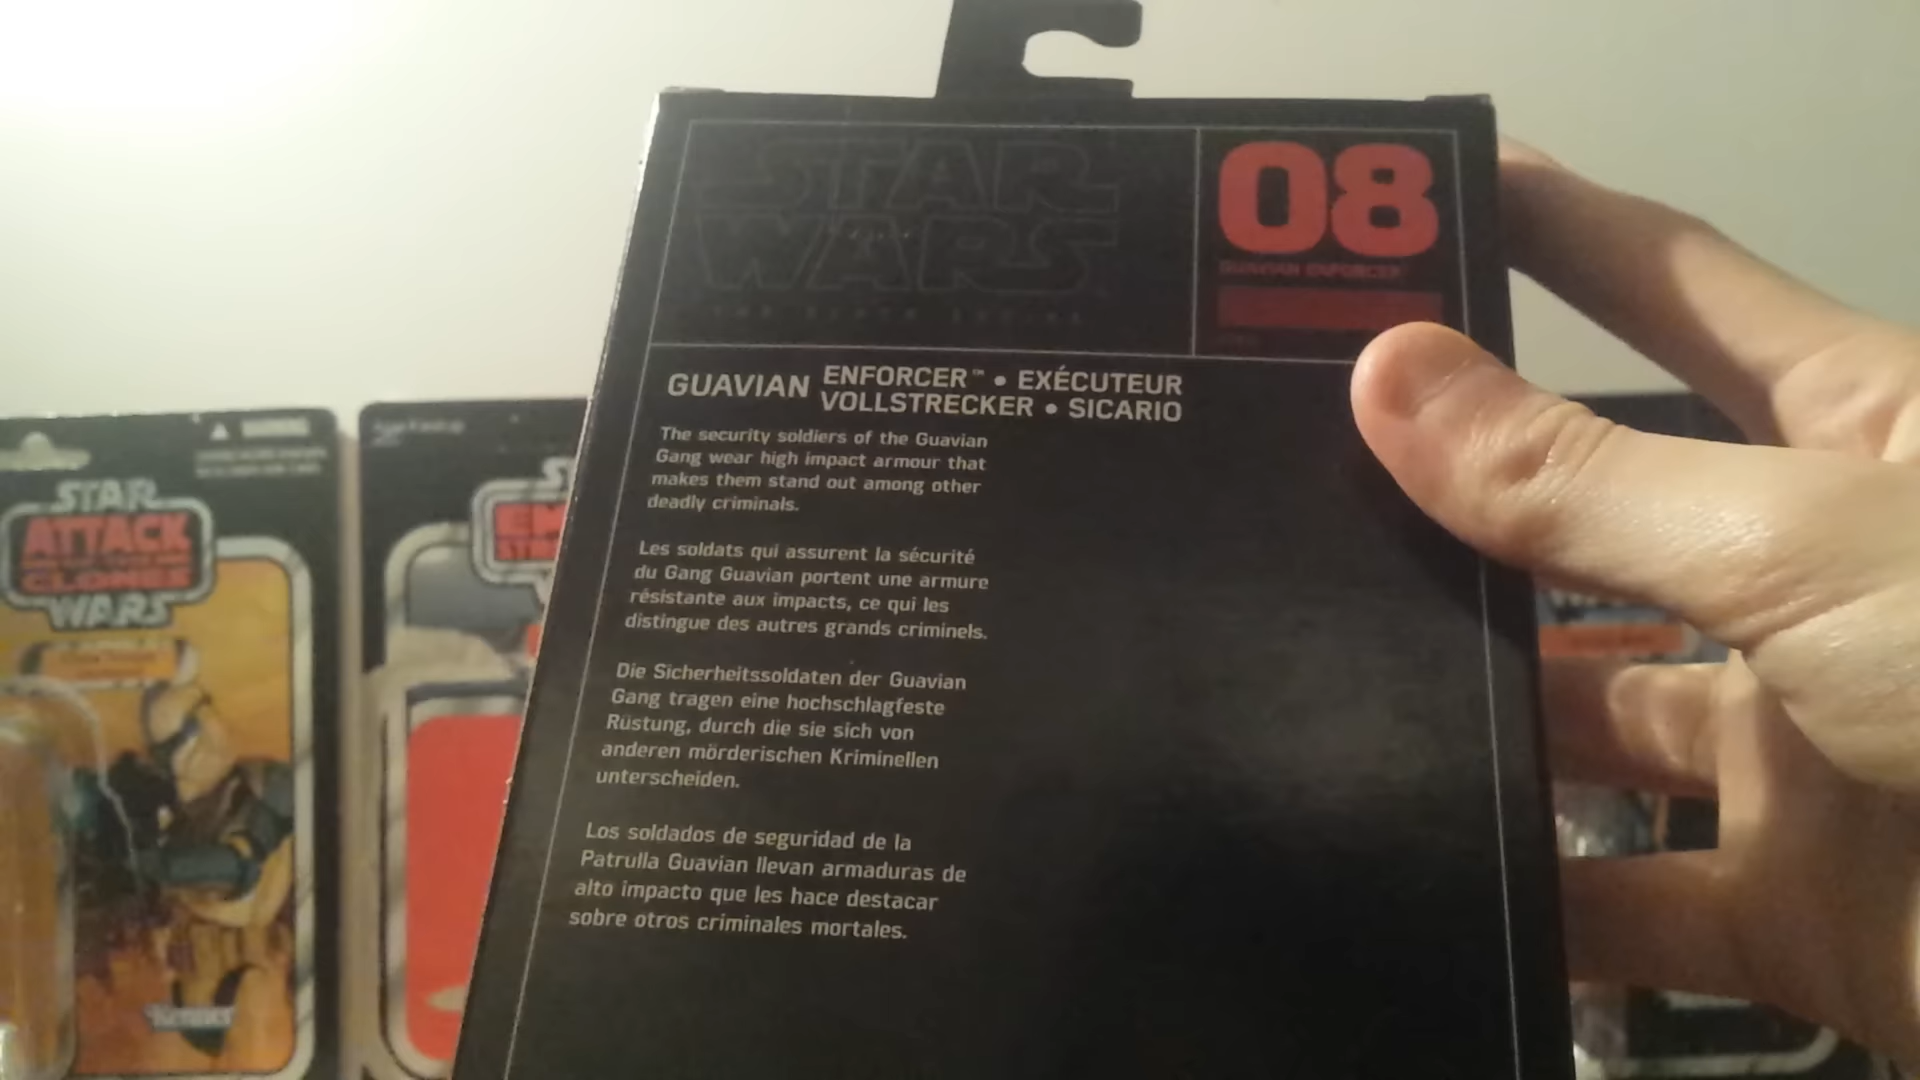 STAR
WARS
08
GUAVIAN ENFORCER
GUAVIAN ENFORCER™ • EXÉCUTEUR
VOLLSTRECKER • SICARIO
The security soldiers of the Guavian
Gang wear high impact armour that
makes them stand out among other
deadly criminals.
Les soldats qui assurent la sécurité
du Gang Guavian portent une armure
résistante aux impacts, ce qui les
distingue des autres grands criminels.
Die Sicherheitssoldaten der Guavian
Gang tragen eine hochschlagfeste
Rüstung, durch die sie sich von
anderen mörderischen Kriminellen
unterscheiden.
Los soldados de seguridad de la
Patrulla Guavian llevan armaduras de
alto impacto que les hace destacar
sobre otros criminales mortales.
STAR
ATTACK
CLONES
WARS
Kenner